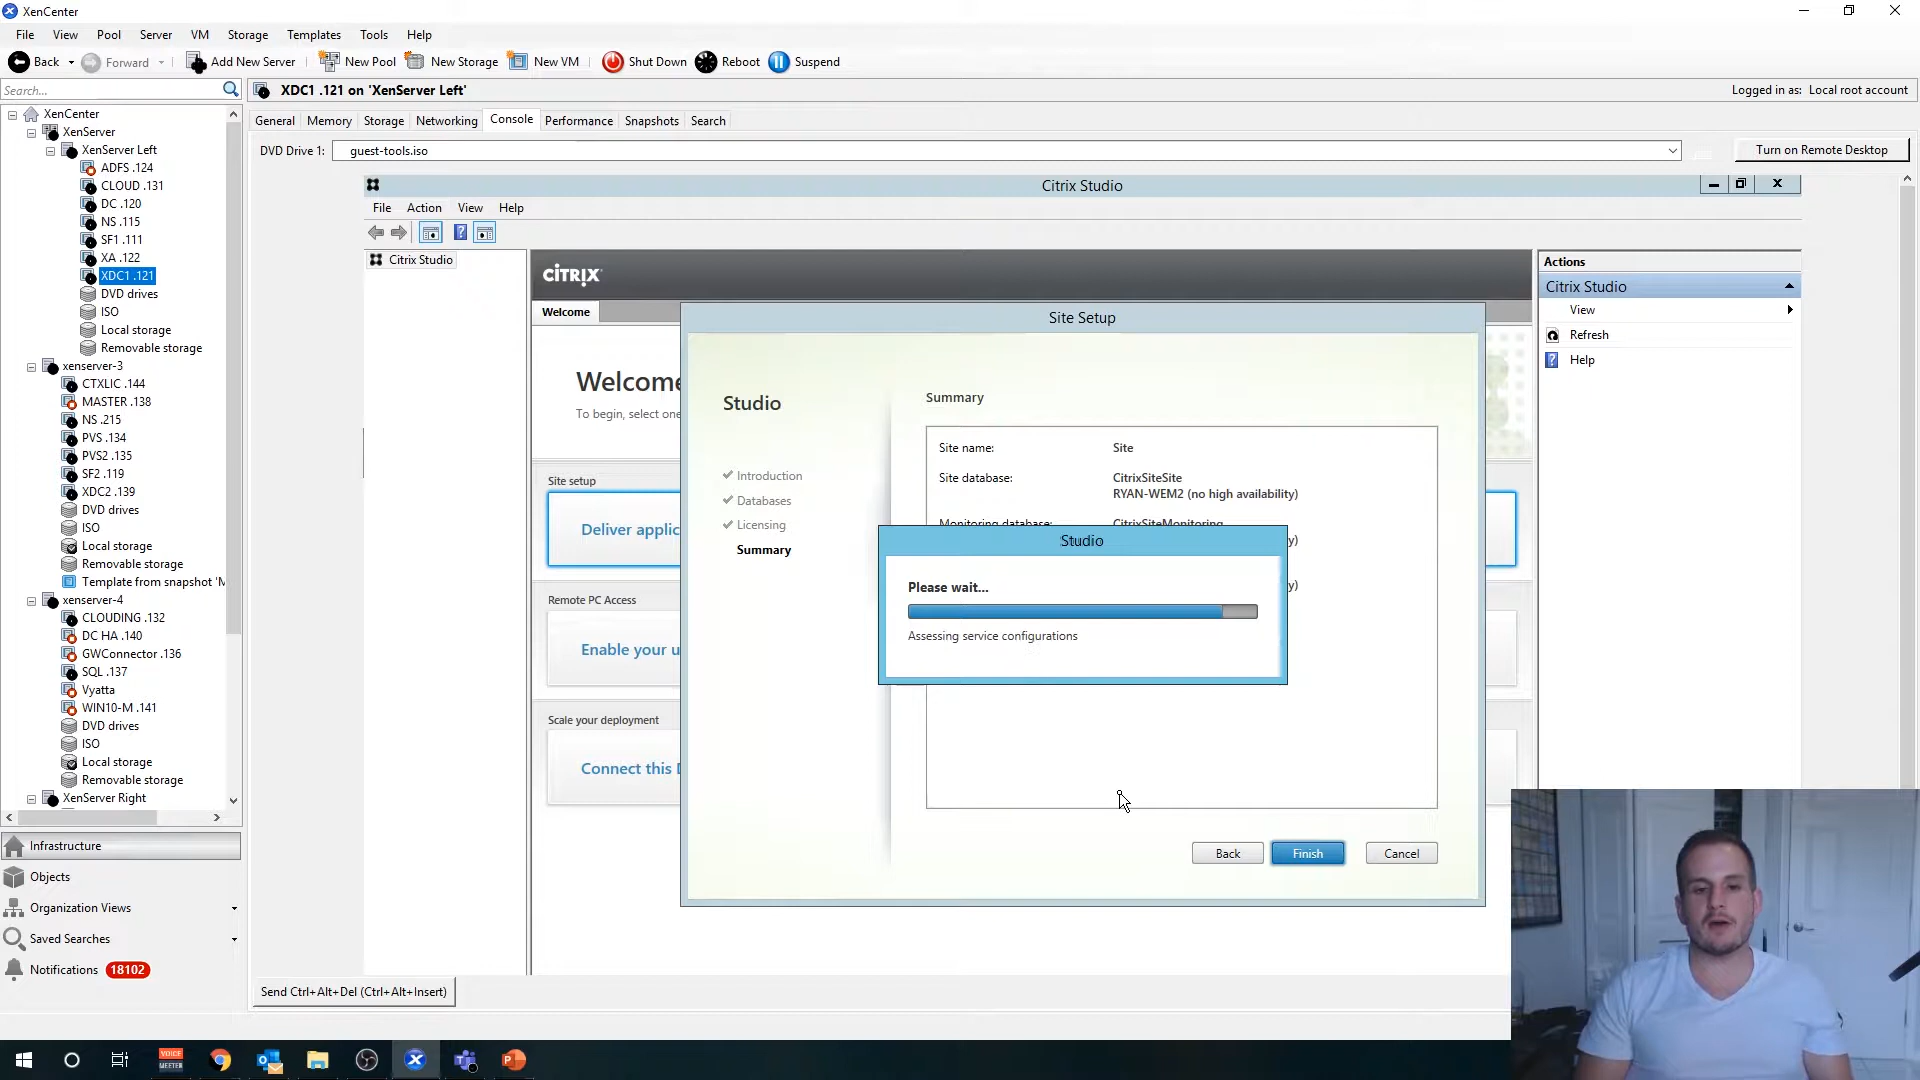 XenCenter
File View Pool Server VM Storage Templates Tools Help
Back Forward Add New Server New Pool New Storage New VM Shut Down Reboot Suspend
Search...
XDC1 .121 on 'XenServer Left'
Logged in as: Local root account
General Memory Storage Networking Console Performance Snapshots Search
DVD Drive 1: guest-tools.iso
Turn on Remote Desktop
XenCenter
XenServer
XenServer Left
ADFS .124
CLOUD .131
DC .120
NS .115
SF1 .111
XA .122
XDC1 .121
DVD drives
ISO
Local storage
Removable storage
xenserver-3
CTXLIC .144
MASTER .138
NS .215
PVS .134
PVS2 .135
SF2 .119
XDC2 .139
DVD drives
ISO
Local storage
Removable storage
Template from snapshot 'M
xenserver-4
CLOUDING .132
DC HA .140
GWConnector .136
SQL .137
Vyatta
WIN10-M .141
DVD drives
ISO
Local storage
Removable storage
XenServer Right
Infrastructure
Objects
Organization Views
Saved Searches
Notifications 18102
Citrix Studio
File Action View Help
Citrix Studio
CITRIX
Welcome
Welcome
To begin, select one
Site setup
Deliver applic
Remote PC Access
Enable your u
Scale your deployment
Connect this D
Site Setup
Studio
Introduction
Databases
Licensing
Summary
Summary
Site name: Site
Site database: CitrixSiteSite
RYAN-WEM2 (no high availability)
Monitoring database: CitrixSiteMonitoring
y)
y)
Studio
Please wait...
Assessing service configurations
Back Finish Cancel
Actions
Citrix Studio
View
Refresh
Help
Send Ctrl+Alt+Del (Ctrl+Alt+Insert)
VOICE
MEETER